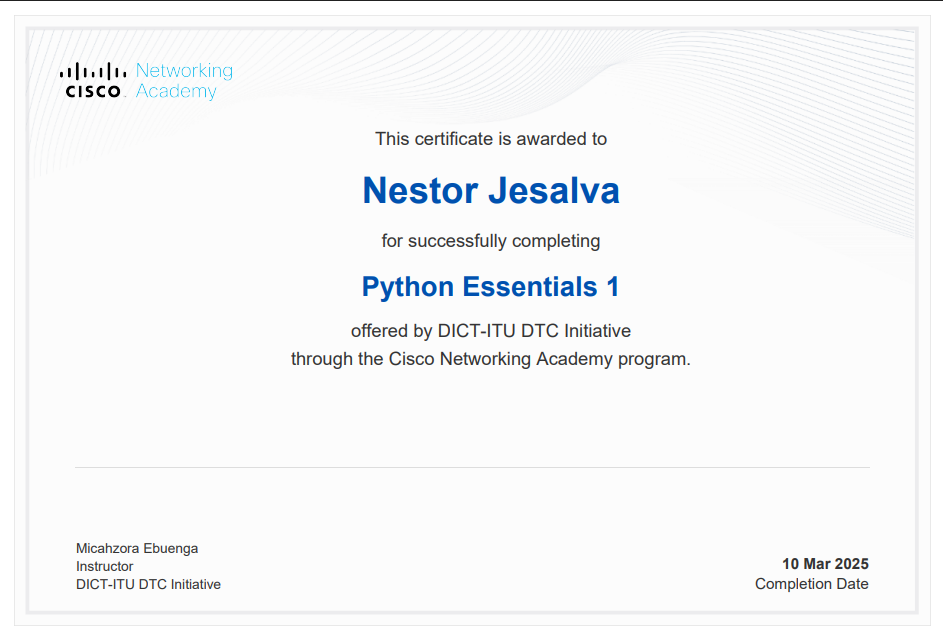 Networking
CISCO Academy
This certificate is awarded to
Nestor Jesalva
for successfully completing
Python Essentials 1
offered by DICT-ITU DTC Initiative
through the Cisco Networking Academy program.
Micahzora Ebuenga
Instructor
DICT-ITU DTC Initiative
10 Mar 2025
Completion Date